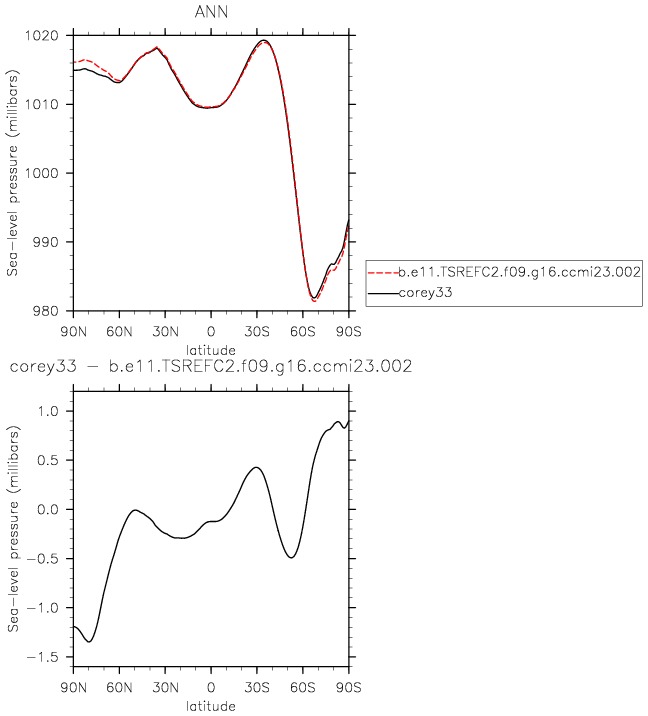 ANN
1020
1010
1000
990
980
Sea-level pressure (millibars)
90N 60N 30N 0 30S 60S 90S
latitude
b.e11.TSREFC2.f09.g16.ccmi23.002
corey33
corey33 - b.e11.TSREFC2.f09.g16.ccmi23.002
1.0
0.5
0.0
-0.5
-1.0
-1.5
Sea-level pressure (millibars)
90N 60N 30N 0 30S 60S 90S
latitude